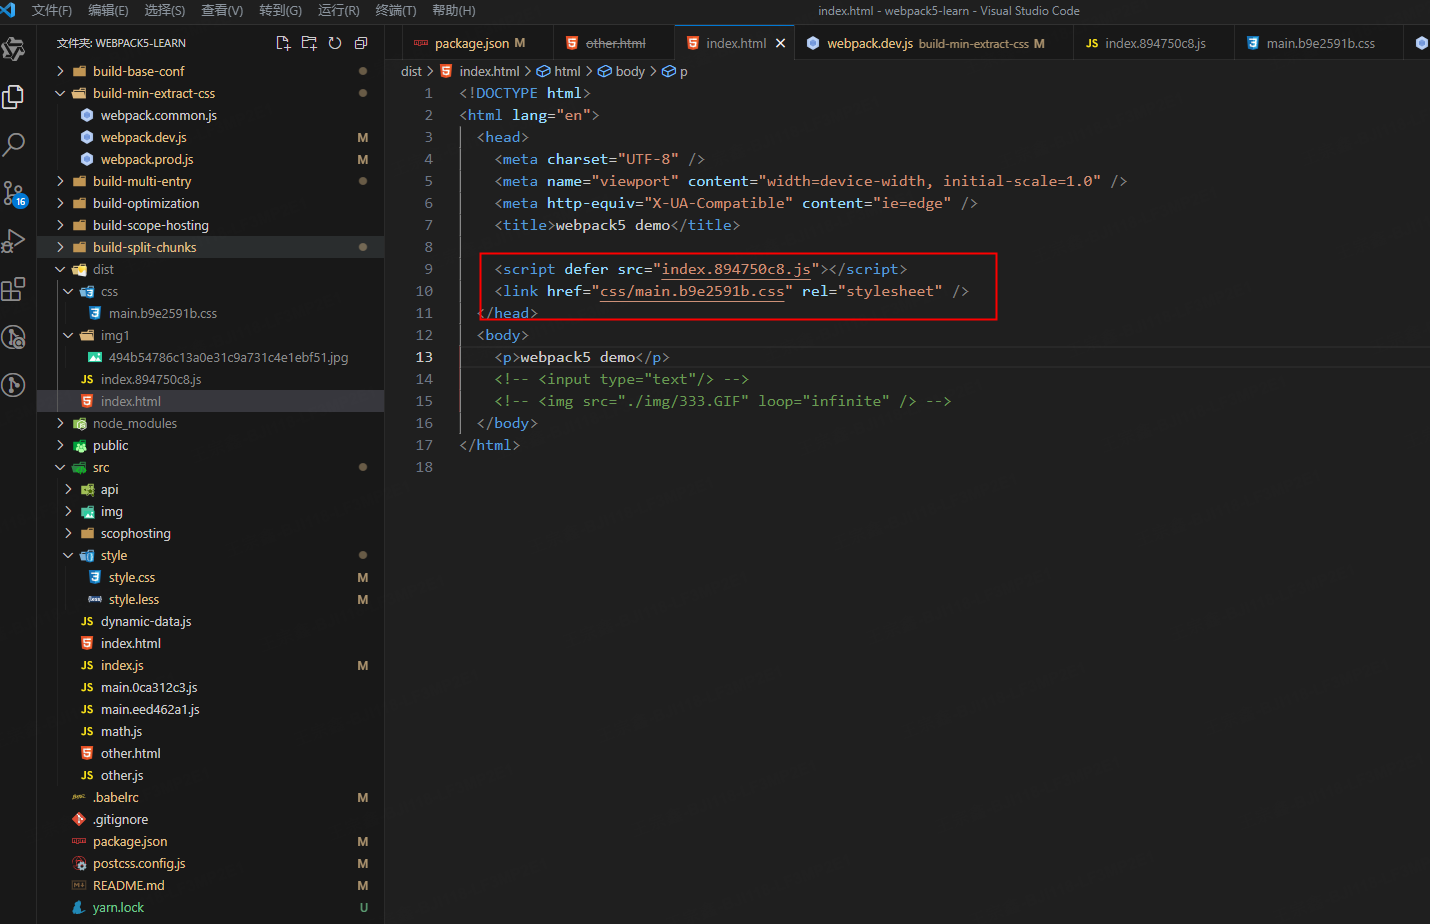 文件(F) 编辑(E) 选择(S) 查看(V) 转到(G) 运行(R) 终端(T) 帮助(H) index.html - webpack5-learn - Visual Studio Code
文件夹: WEBPACK5-LEARN
package.json M other.html index.html webpack.dev.js build-min-extract-css M JS index.894750c8.js main.b9e2591b.css
dist > index.html > html > body > p
build-base-conf
build-min-extract-css
webpack.common.js
webpack.dev.js M
webpack.prod.js M
build-multi-entry
build-optimization
build-scope-hosting
build-split-chunks
dist
css
main.b9e2591b.css
img1
494b54786c13a0e31c9a731c4e1ebf51.jpg
JS index.894750c8.js
index.html
node_modules
public
src
api
img
scophosting
style
style.css M
style.less M
JS dynamic-data.js
index.html
JS index.js M
JS main.0ca312c3.js
JS main.eed462a1.js
JS math.js
other.html
JS other.js
.babelrc M
.gitignore
package.json M
postcss.config.js M
README.md M
yarn.lock U
16
1 <!DOCTYPE html>
2 <html lang="en">
3 <head>
4 <meta charset="UTF-8" />
5 <meta name="viewport" content="width=device-width, initial-scale=1.0" />
6 <meta http-equiv="X-UA-Compatible" content="ie=edge" />
7 <title>webpack5 demo</title>
8
9 <script defer src="index.894750c8.js"></script>
10 <link href="css/main.b9e2591b.css" rel="stylesheet" />
11 </head>
12 <body>
13 <p>webpack5 demo</p>
14 <!-- <input type="text"/> -->
15 <!-- <img src="./img/333.GIF" loop="infinite" /> -->
16 </body>
17 </html>
18